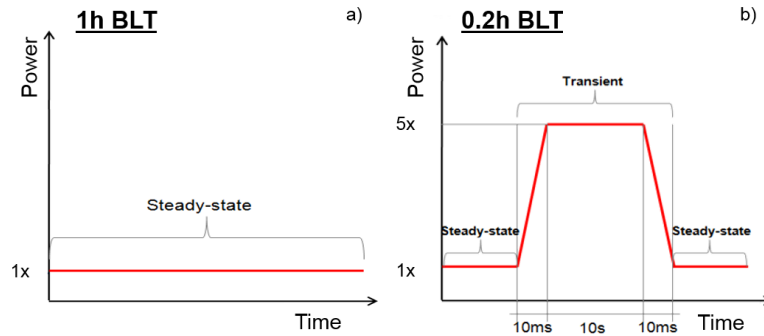 1h BLT
a)
Power
Steady-state
1x
Time
0.2h BLT
b)
Power
Transient
5x
Steady-state
Steady-state
1x
10ms
10s
10ms
Time